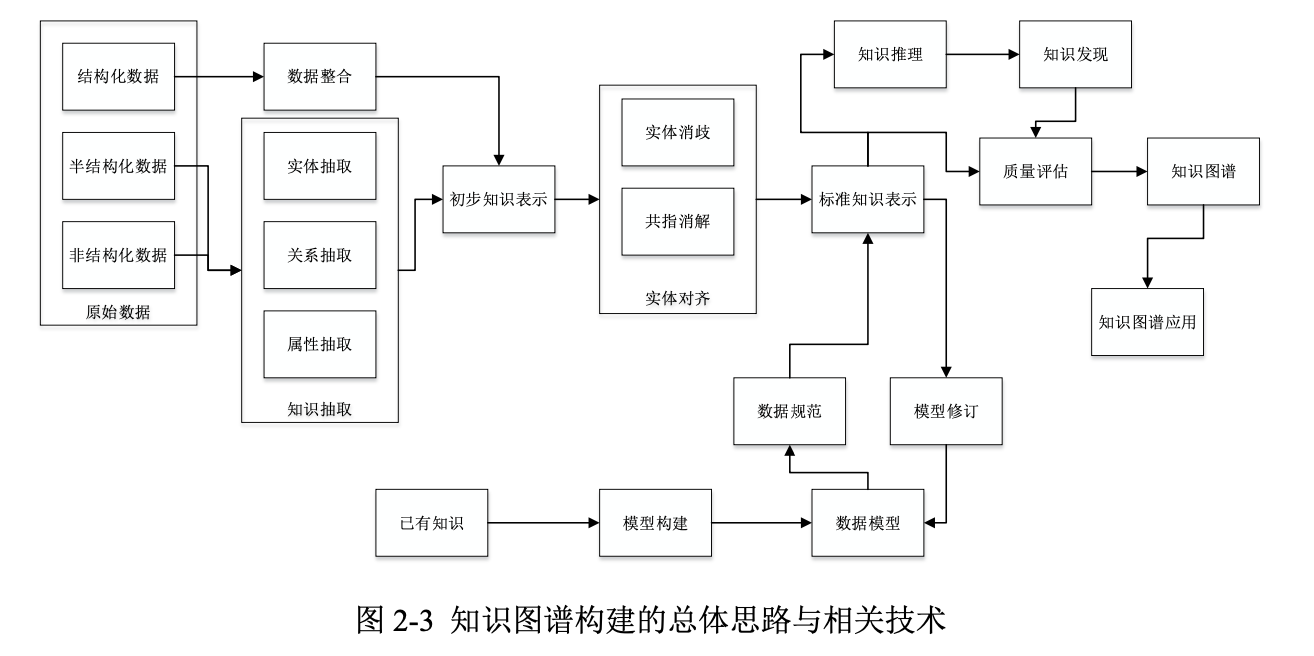 结构化数据
半结构化数据
非结构化数据
原始数据
数据整合
实体抽取
关系抽取
属性抽取
知识抽取
初步知识表示
实体消歧
共指消解
实体对齐
标准知识表示
知识推理
知识发现
质量评估
知识图谱
知识图谱应用
数据规范
模型修订
已有知识
模型构建
数据模型
图 2-3 知识图谱构建的总体思路与相关技术